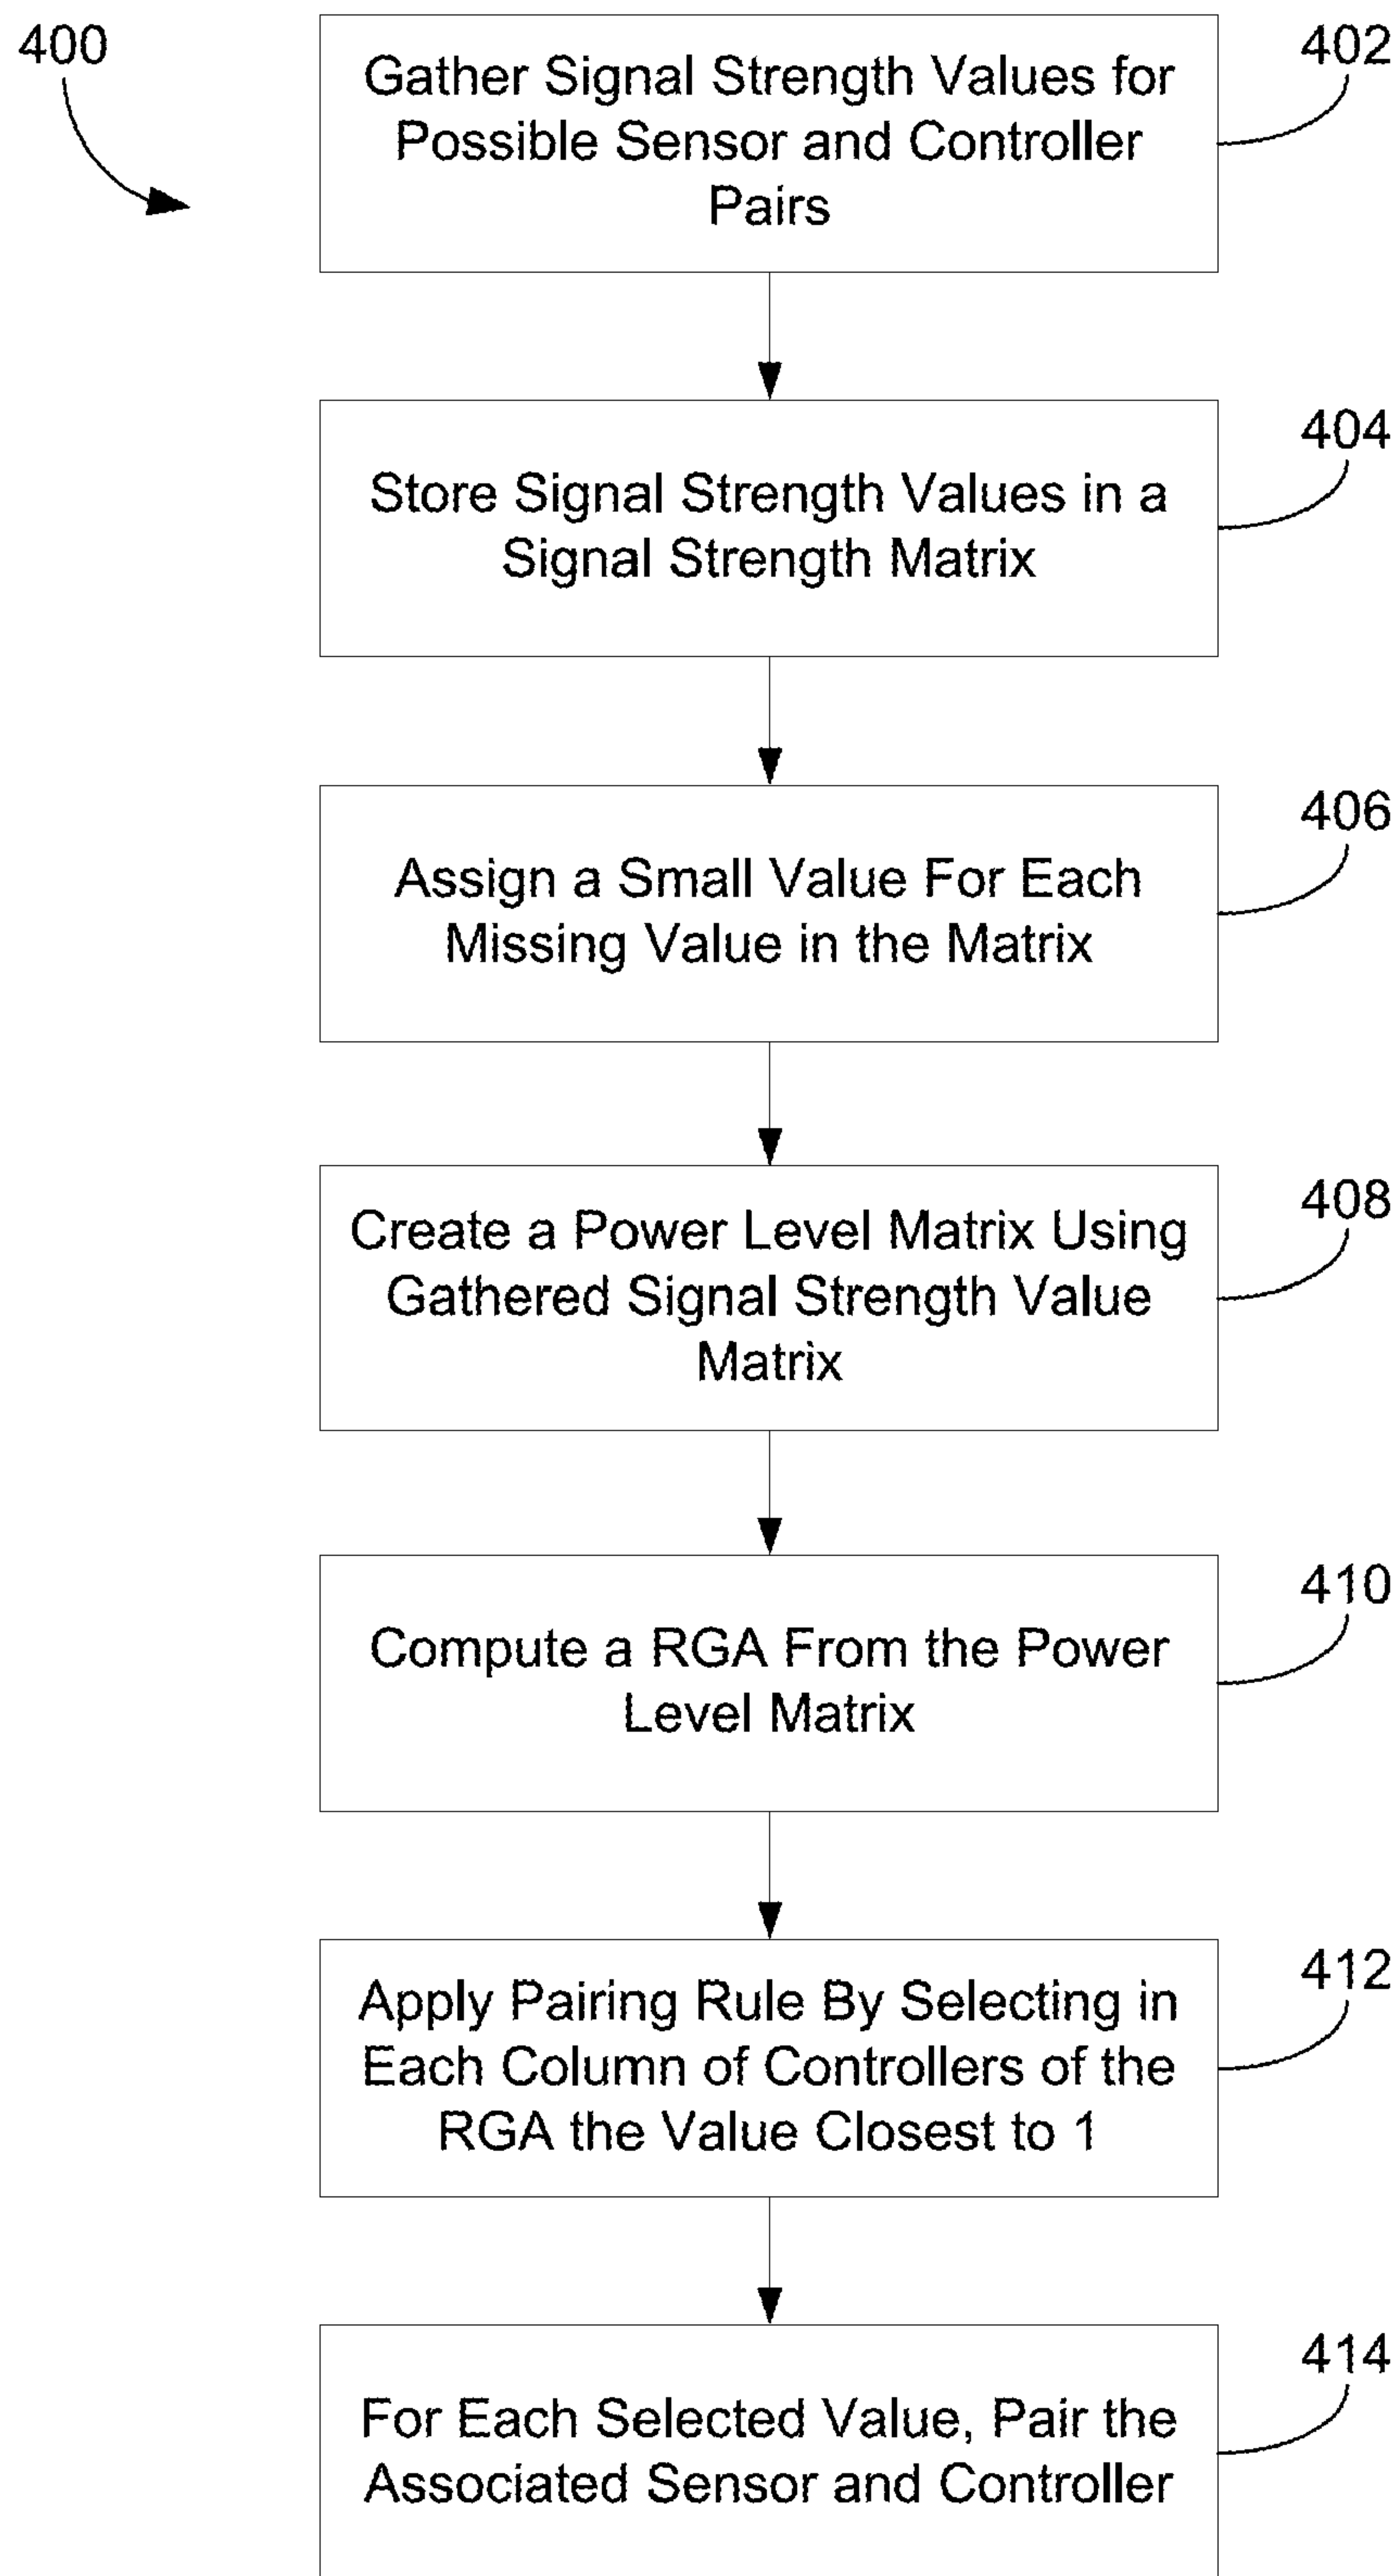 400
Gather Signal Strength Values for
Possible Sensor and Controller
Pairs
402
Store Signal Strength Values in a
Signal Strength Matrix
404
Assign a Small Value For Each
Missing Value in the Matrix
406
Create a Power Level Matrix Using
Gathered Signal Strength Value
Matrix
408
Compute a RGA From the Power
Level Matrix
410
Apply Pairing Rule By Selecting in
Each Column of Controllers of the
RGA the Value Closest to 1
412
For Each Selected Value, Pair the
Associated Sensor and Controller
414